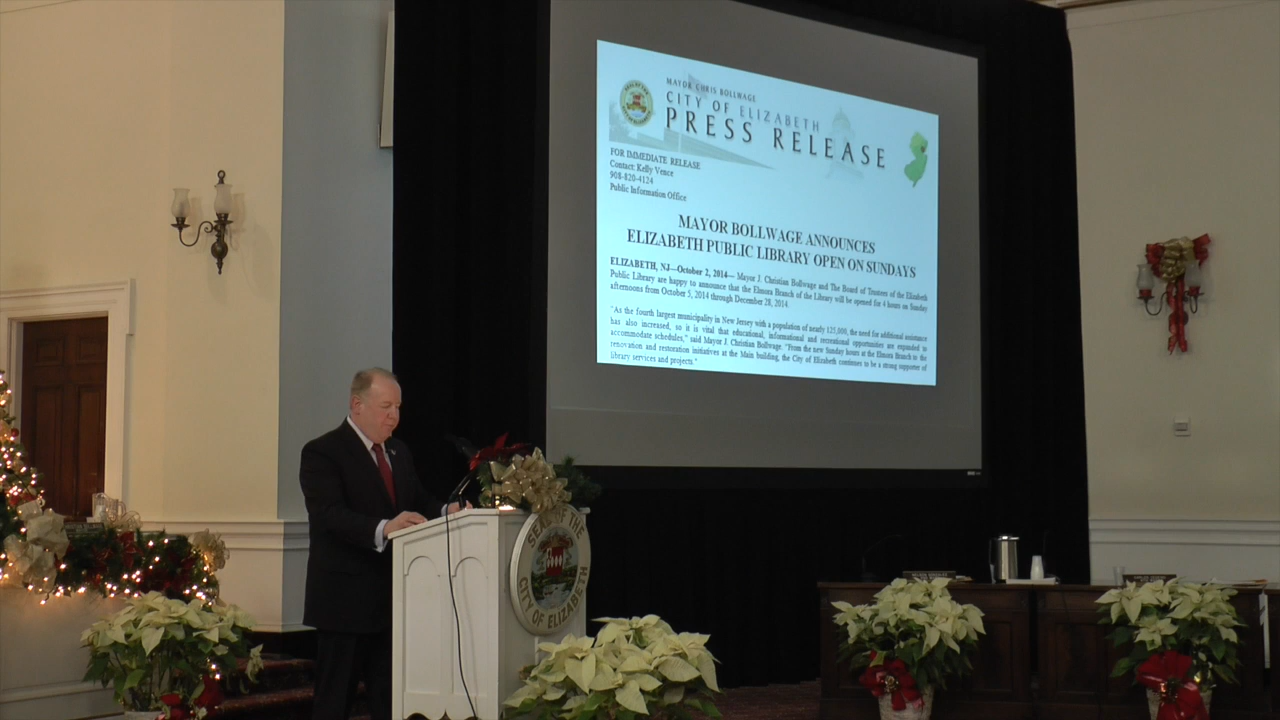 MAYOR CHRIS BOLLWAGE
CITY OF ELIZABETH
PRESS RELEASE
FOR IMMEDIATE RELEASE
Contact: Kelly Vence
908-820-4124
Public Information Office
MAYOR BOLLWAGE ANNOUNCES
ELIZABETH PUBLIC LIBRARY OPEN ON SUNDAYS
ELIZABETH, NJ—October 2, 2014— Mayor J. Christian Bollwage and The Board of Trustees of the Elizabeth
Public Library are happy to announce that the Elmora Branch of the Library will be opened for 4 hours on Sunday
afternoons from October 5, 2014 through December 28, 2014.
"As the fourth largest municipality in New Jersey with a population of nearly 125,000, the need for additional assistance
has also increased, so it is vital that educational, informational and recreational opportunities are expanded to
accommodate schedules," said Mayor J. Christian Bollwage. "From the new Sunday hours at the Elmora Branch to the
renovation and restoration initiatives at the Main building, the City of Elizabeth continues to be a strong supporter of
library services and projects."
SEAL OF THE
CITY OF ELIZABETH